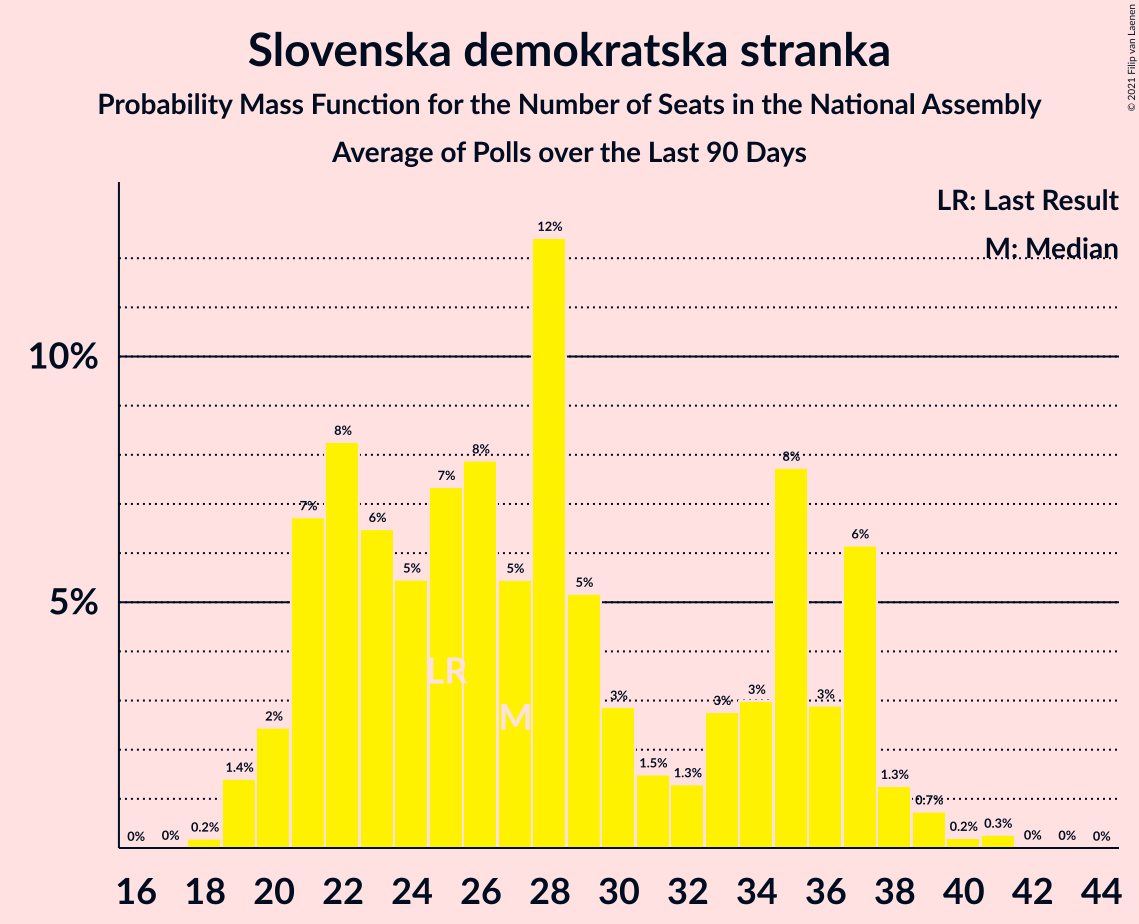 Slovenska demokratska stranka
Probability Mass Function for the Number of Seats in the National Assembly
Average of Polls over the Last 90 Days
© 2021 Filip van Laenen
LR: Last Result
M: Median
10%
5%
0% 0% 0.2% 1.4% 2% 7% 8% 6% 5% 7% 8% 5% 12% 5% 3% 1.5% 1.3% 3% 3% 8% 3% 6% 1.3% 0.7% 0.2% 0.3% 0% 0% 0%
LR
M
16 18 20 22 24 26 28 30 32 34 36 38 40 42 44